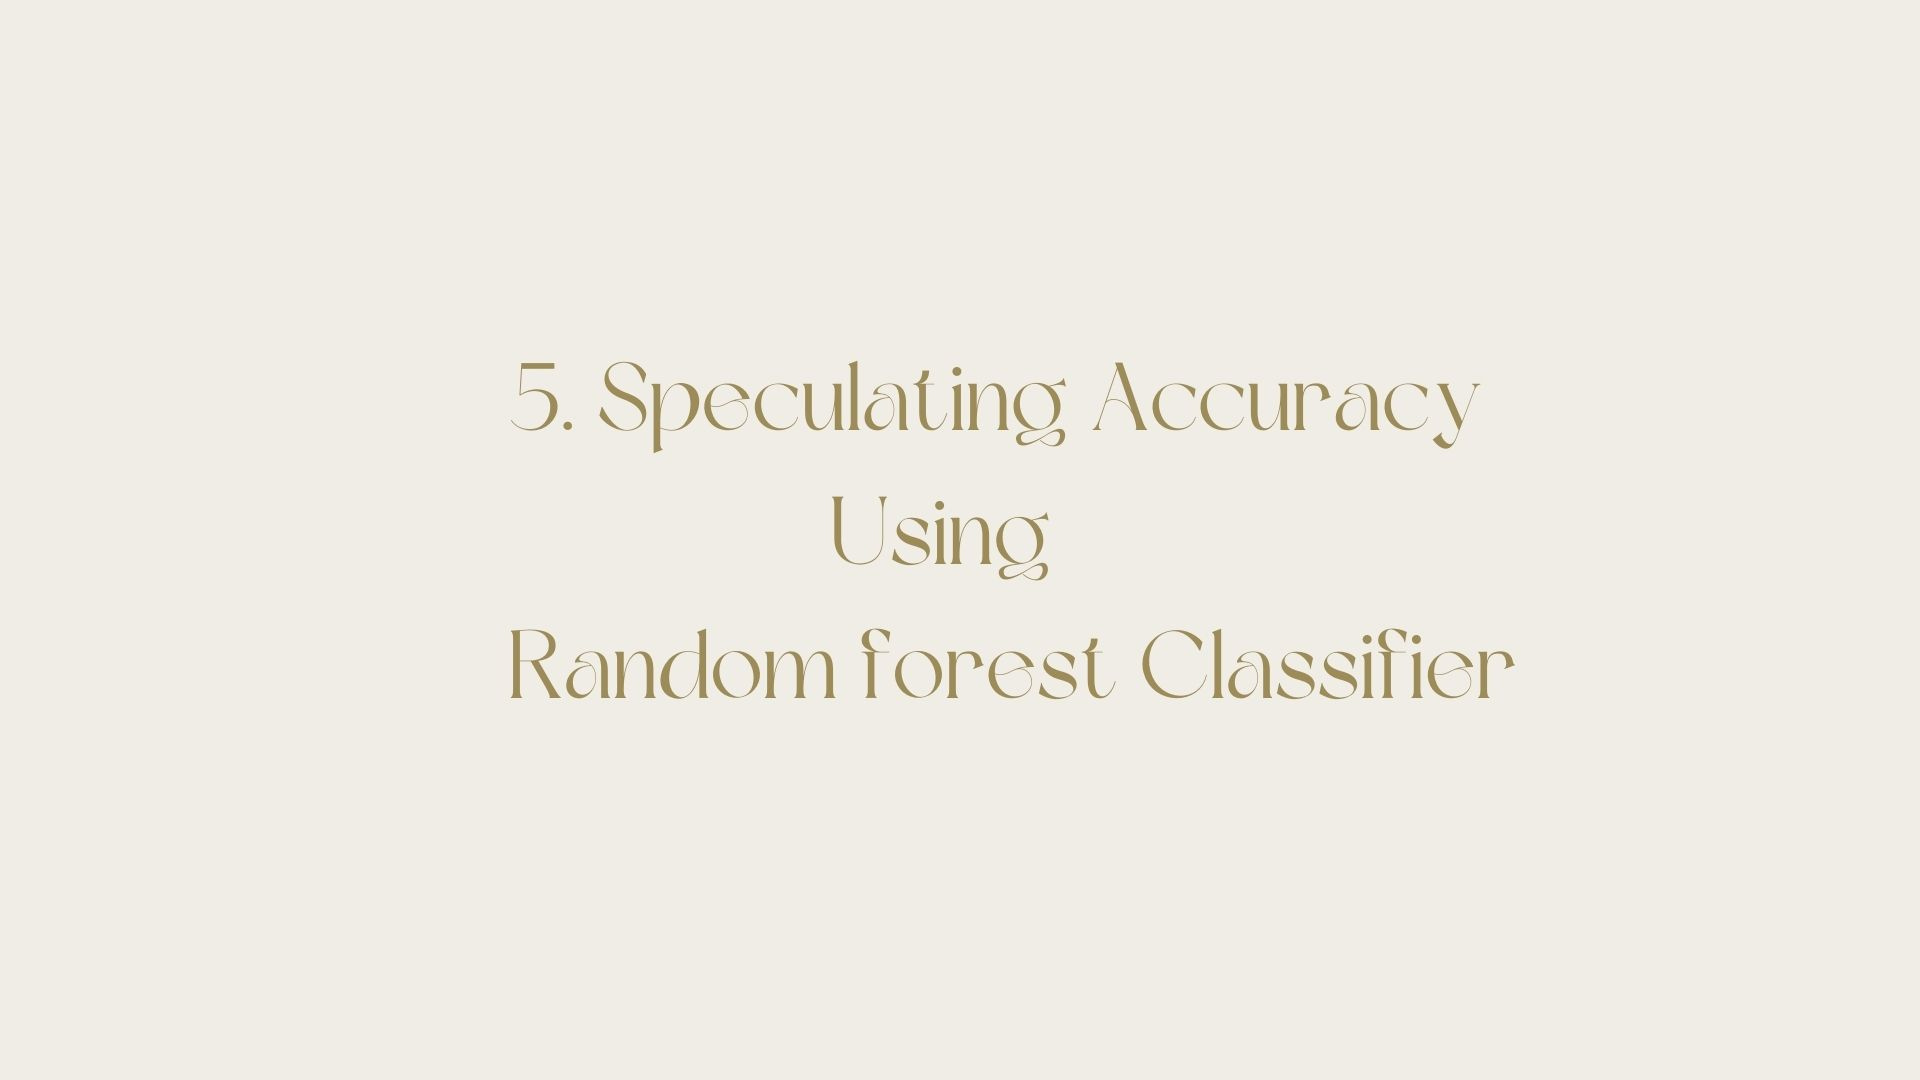 5. Speculating Accuracy
Using
Random forest Classifier